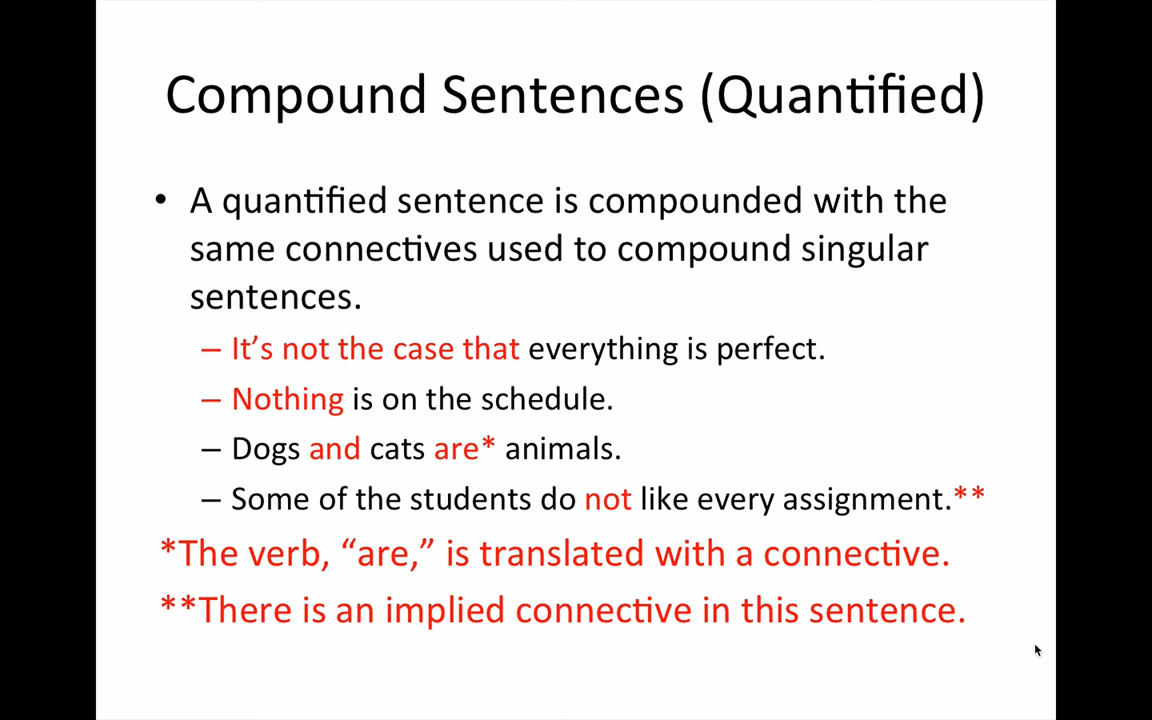 Compound Sentences (Quantified)
• A quantified sentence is compounded with the
same connectives used to compound singular
sentences.
– It’s not the case that everything is perfect.
– Nothing is on the schedule.
– Dogs and cats are* animals.
– Some of the students do not like every assignment.**
*The verb, “are,” is translated with a connective.
**There is an implied connective in this sentence.